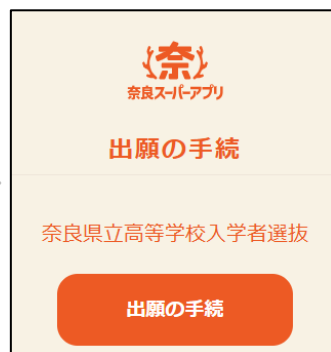 奈
奈良スーパーアプリ
出願の手続
奈良県立高等学校入学者選抜
出願の手続